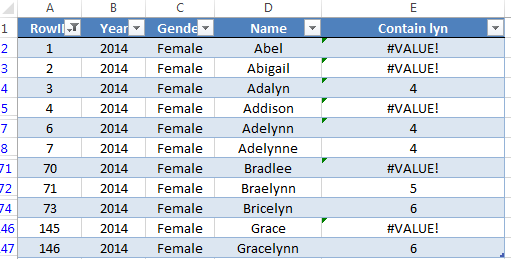 A B C D E
1 RowI Year Gende Name Contain lyn
2 1 2014 Female Abel #VALUE!
3 2 2014 Female Abigail #VALUE!
4 3 2014 Female Adalyn 4
5 4 2014 Female Addison #VALUE!
7 6 2014 Female Adelynn 4
8 7 2014 Female Adelynne 4
71 70 2014 Female Bradlee #VALUE!
72 71 2014 Female Braelynn 5
74 73 2014 Female Bricelyn 6
46 145 2014 Female Grace #VALUE!
47 146 2014 Female Gracelynn 6